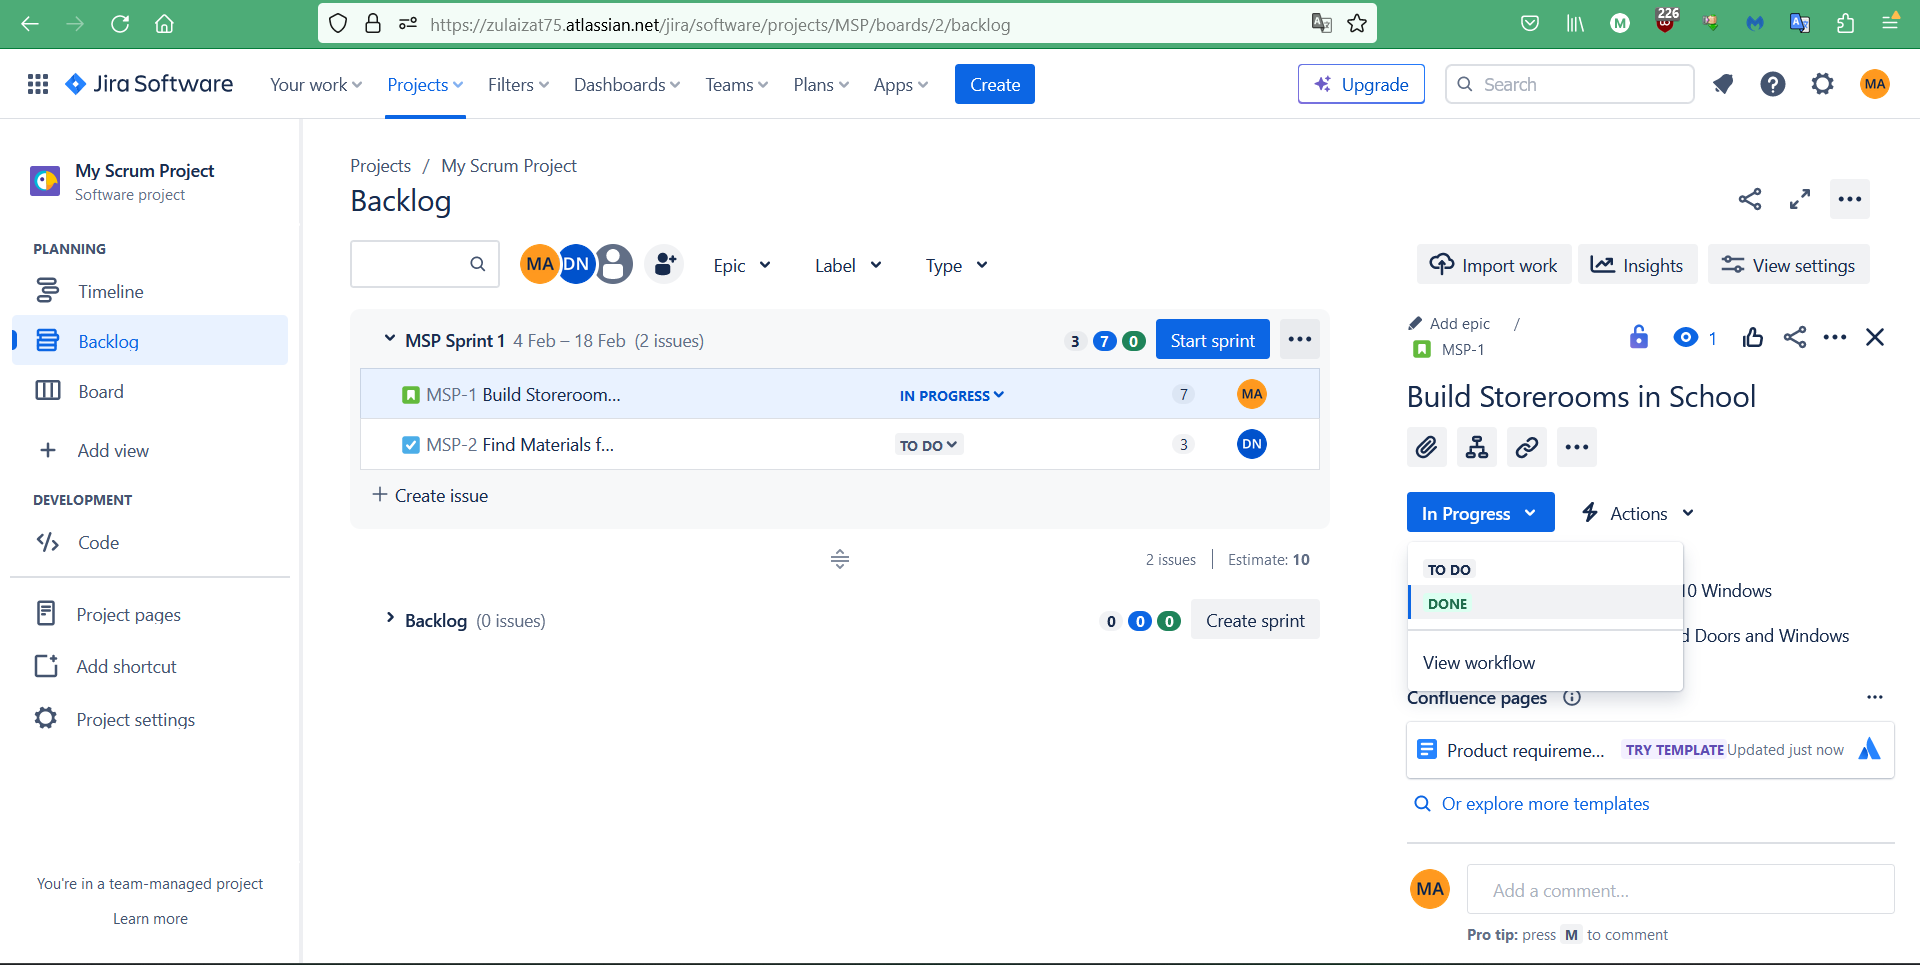 https://zulaizat75.atlassian.net/jira/software/projects/MSP/boards/2/backlog
M
226
Jira Software
Your work
Projects
Filters
Dashboards
Teams
Plans
Apps
Create
Upgrade
Search
MA
My Scrum Project
Software project
PLANNING
Timeline
Backlog
Board
Add view
DEVELOPMENT
Code
Project pages
Add shortcut
Project settings
You're in a team-managed project
Learn more
Projects / My Scrum Project
Backlog
MA DN
Epic
Label
Type
Import work
Insights
View settings
MSP Sprint 1 4 Feb – 18 Feb (2 issues)
3 7 0 Start sprint
MSP-1 Build Storeroom... IN PROGRESS 7 MA
MSP-2 Find Materials f... TO DO 3 DN
Create issue
2 issues Estimate: 10
Backlog (0 issues) 0 0 0 Create sprint
Add epic /
MSP-1
1
Build Storerooms in School
In Progress
Actions
TO DO
DONE
View workflow
10 Windows
d Doors and Windows
Confluence pages
Product requireme... TRY TEMPLATE Updated just now
Or explore more templates
MA Add a comment...
Pro tip: press M to comment